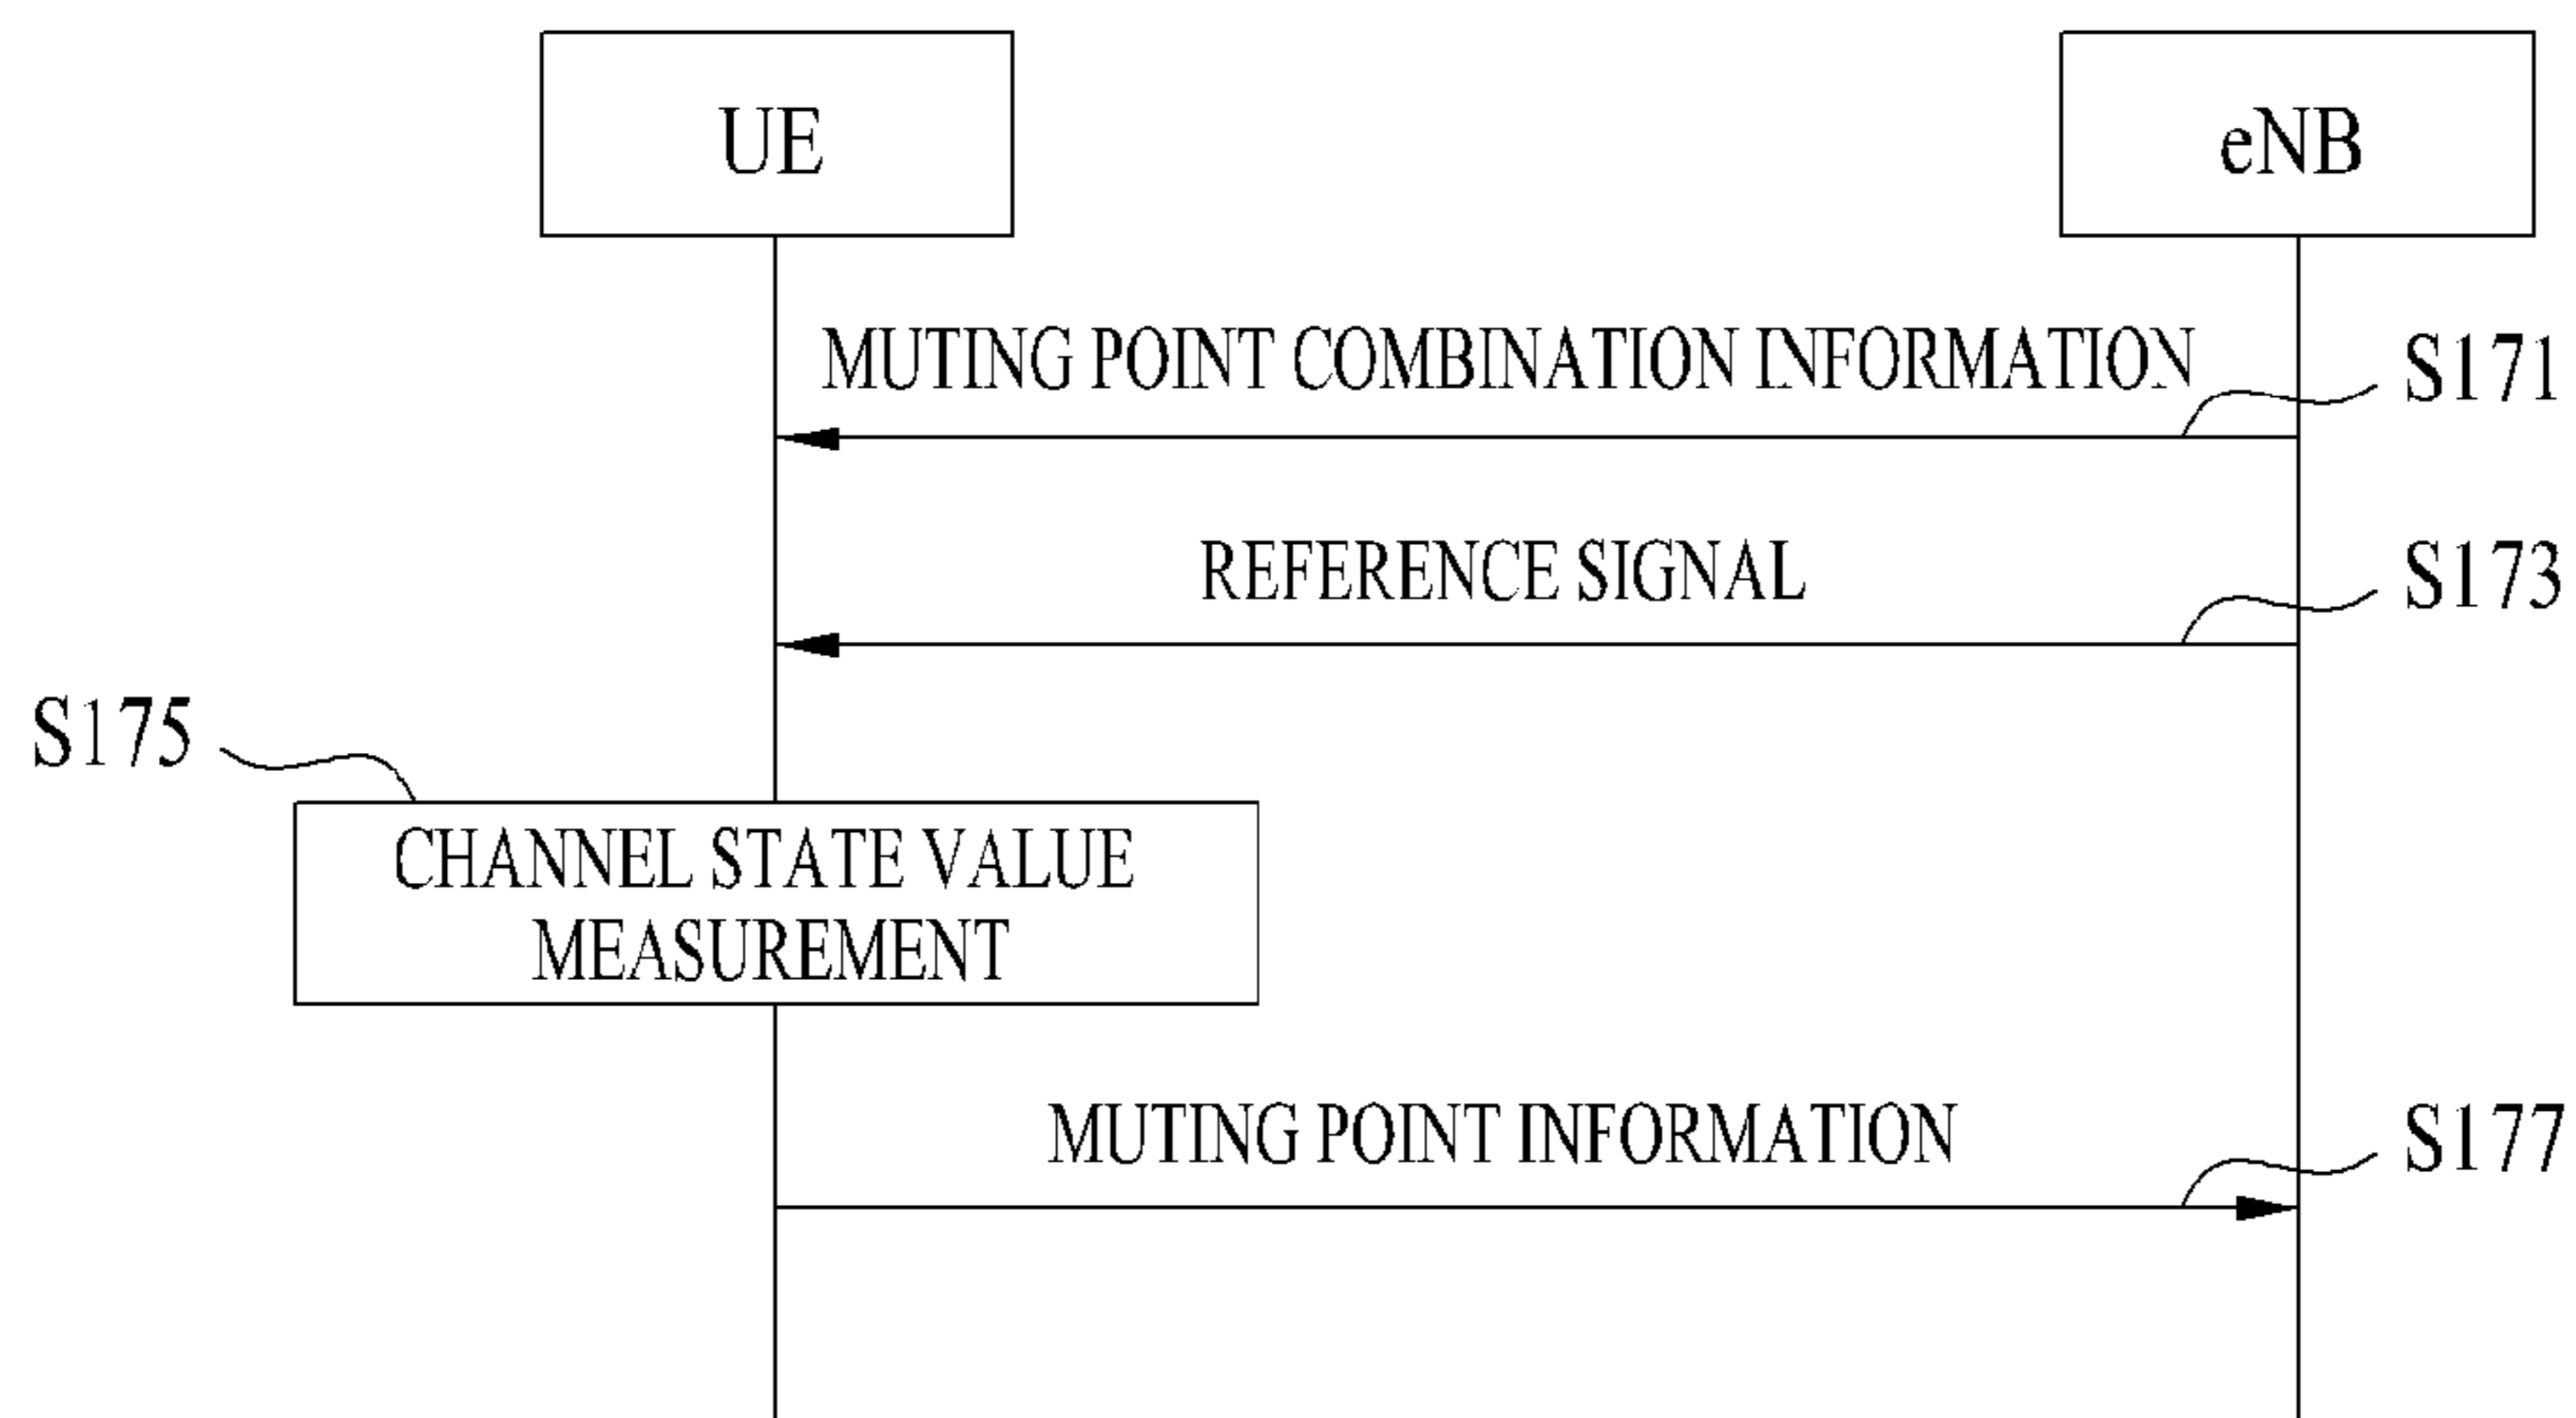 UE
eNB
MUTING POINT COMBINATION INFORMATION
S171
REFERENCE SIGNAL
S173
S175
CHANNEL STATE VALUE
MEASUREMENT
MUTING POINT INFORMATION
S177